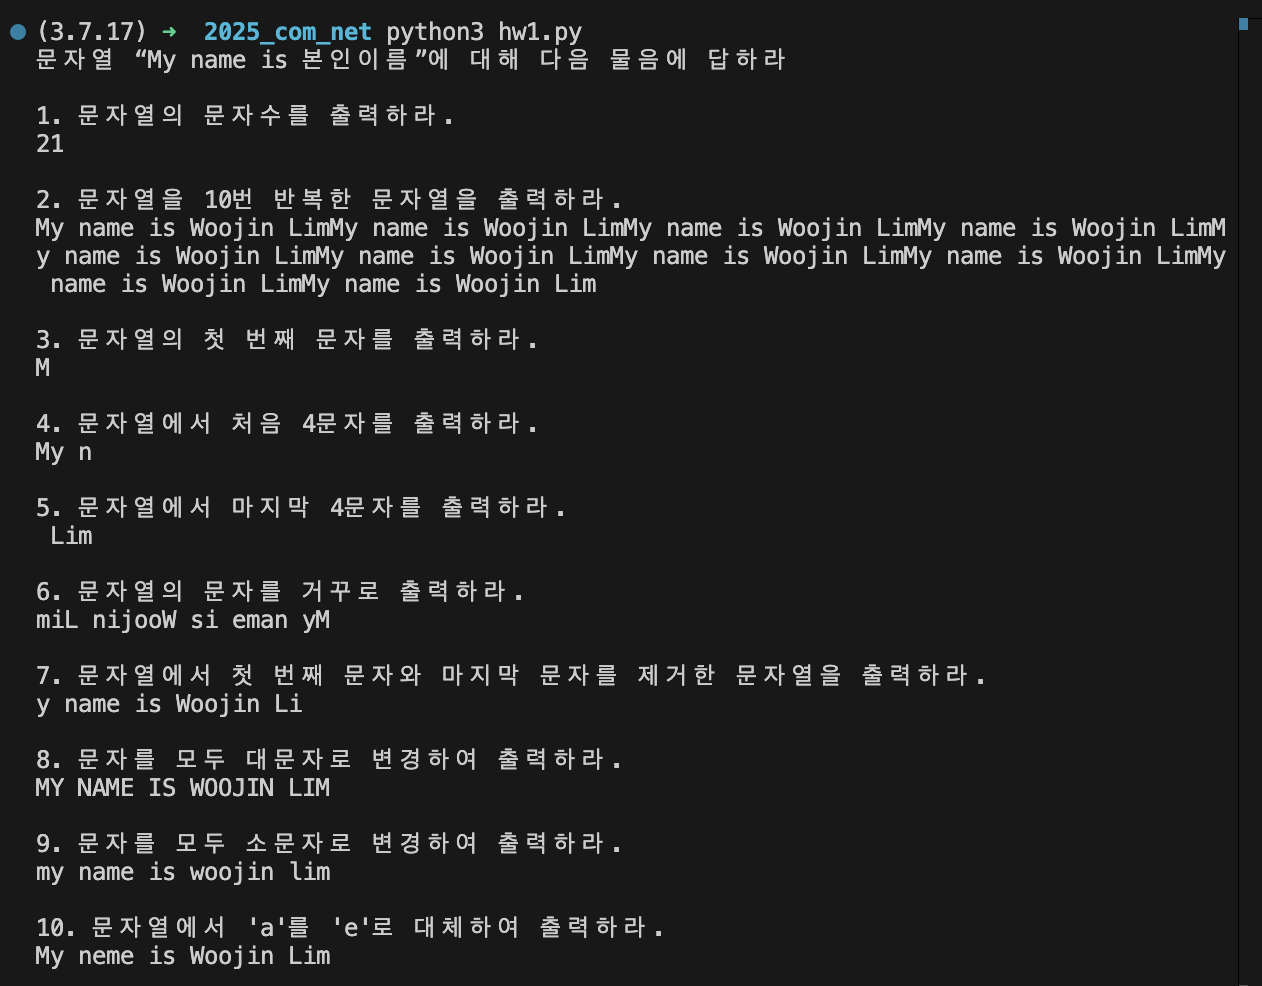 (3.7.17) ➜  2025_com_net python3 hw1.py
문자열 “My name is 본인이름”에 대해 다음 물음에 답하라
1. 문자열의 문자수를 출력하라.
21
2. 문자열을 10번 반복한 문자열을 출력하라.
My name is Woojin LimMy name is Woojin LimMy name is Woojin LimMy name is Woojin LimM
y name is Woojin LimMy name is Woojin LimMy name is Woojin LimMy name is Woojin LimMy
 name is Woojin LimMy name is Woojin Lim
3. 문자열의 첫 번째 문자를 출력하라.
M
4. 문자열에서 처음 4문자를 출력하라.
My n
5. 문자열에서 마지막 4문자를 출력하라.
 Lim
6. 문자열의 문자를 거꾸로 출력하라.
miL nijooW si eman yM
7. 문자열에서 첫 번째 문자와 마지막 문자를 제거한 문자열을 출력하라.
y name is Woojin Li
8. 문자를 모두 대문자로 변경하여 출력하라.
MY NAME IS WOOJIN LIM
9. 문자를 모두 소문자로 변경하여 출력하라.
my name is woojin lim
10. 문자열에서 'a'를 'e'로 대체하여 출력하라.
My neme is Woojin Lim